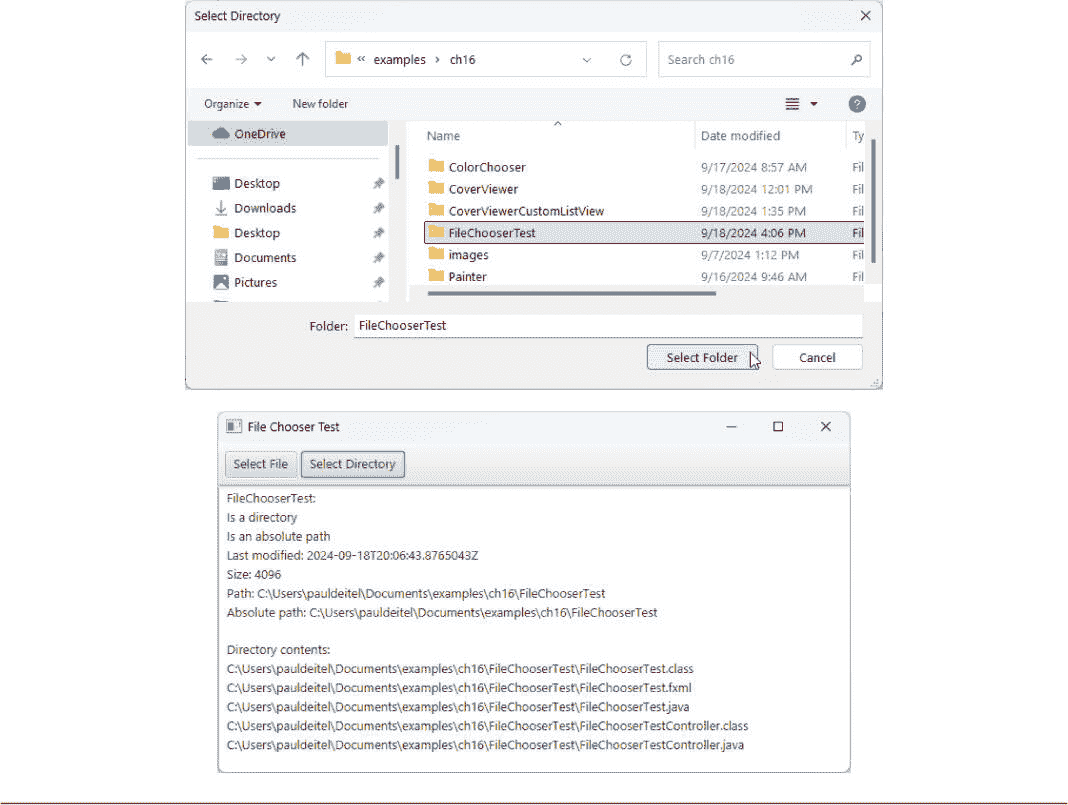 Select Directory
examples > ch16
Search ch16
Organize
New folder
OneDrive
Desktop
Downloads
Desktop
Documents
Pictures
Name Date modified Ty
ColorChooser 9/17/2024 8:57 AM Fil
CoverViewer 9/18/2024 12:01 PM Fil
CoverViewerCustomListView 9/18/2024 1:35 PM Fil
FileChooserTest 9/18/2024 4:06 PM Fil
images 9/7/2024 1:12 PM Fil
Painter 9/16/2024 9:46 AM Fil
Folder: FileChooserTest
Select Folder Cancel
File Chooser Test
Select File Select Directory
FileChooserTest:
Is a directory
Is an absolute path
Last modified: 2024-09-18T20:06:43.8765043Z
Size: 4096
Path: C:\Users\pauldeitel\Documents\examples\ch16\FileChooserTest
Absolute path: C:\Users\pauldeitel\Documents\examples\ch16\FileChooserTest
Directory contents:
C:\Users\pauldeitel\Documents\examples\ch16\FileChooserTest\FileChooserTest.class
C:\Users\pauldeitel\Documents\examples\ch16\FileChooserTest\FileChooserTest.fxml
C:\Users\pauldeitel\Documents\examples\ch16\FileChooserTest\FileChooserTest.java
C:\Users\pauldeitel\Documents\examples\ch16\FileChooserTest\FileChooserTestController.class
C:\Users\pauldeitel\Documents\examples\ch16\FileChooserTest\FileChooserTestController.java